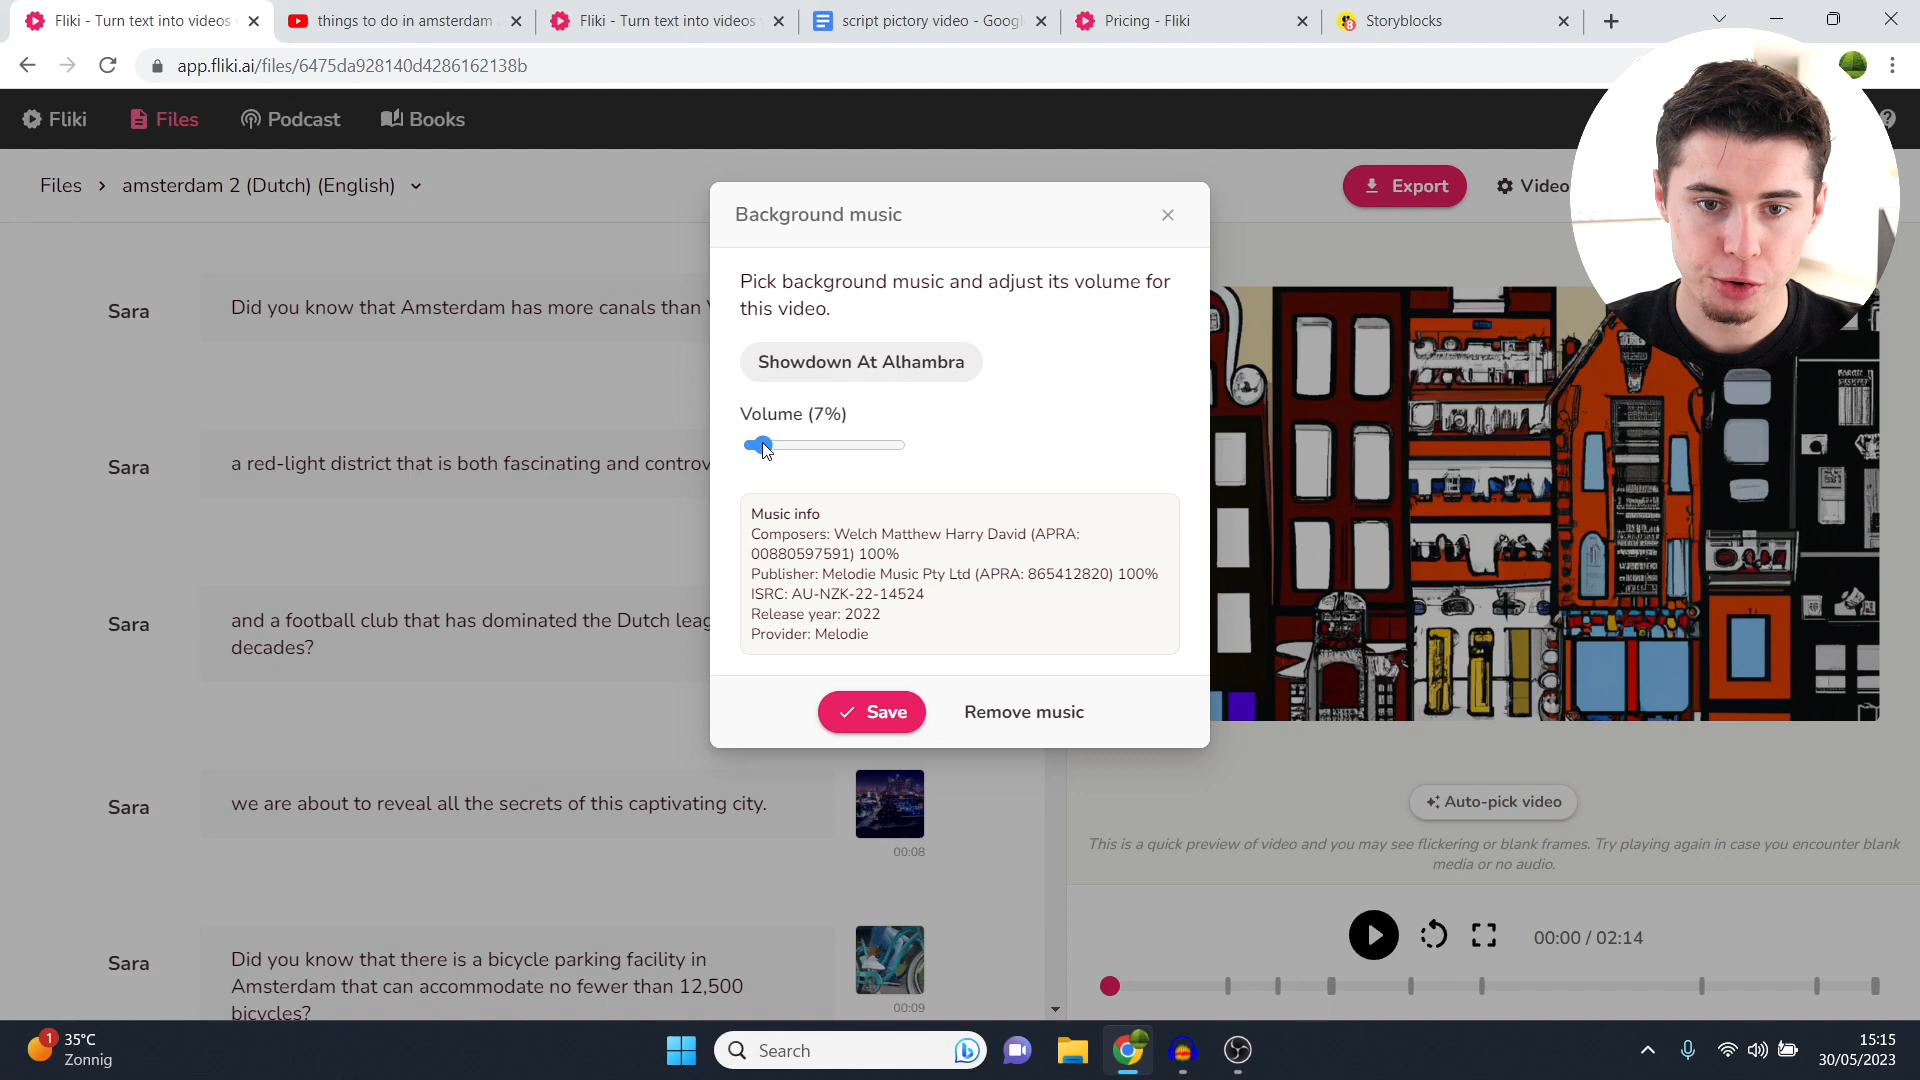 Fliki - Turn text into videos
things to do in amsterdam
Fliki - Turn text into videos
script pictory video - Googl
Pricing - Fliki
Storyblocks
app.fliki.ai/files/6475da928140d4286162138b
Fliki
Files
Podcast
Books
Files > amsterdam 2 (Dutch) (English)
Export
Video
Background music
Pick background music and adjust its volume for
this video.
Showdown At Alhambra
Volume (7%)
Music info
Composers: Welch Matthew Harry David (APRA:
00880597591) 100%
Publisher: Melodie Music Pty Ltd (APRA: 865412820) 100%
ISRC: AU-NZK-22-14524
Release year: 2022
Provider: Melodie
Save
Remove music
Sara
Did you know that Amsterdam has more canals than
Sara
a red-light district that is both fascinating and controv
Sara
and a football club that has dominated the Dutch leag
decades?
Sara
we are about to reveal all the secrets of this captivating city.
00:08
Sara
Did you know that there is a bicycle parking facility in
Amsterdam that can accommodate no fewer than 12,500
bicycles?
00:09
Auto-pick video
This is a quick preview of video and you may see flickering or blank frames. Try playing again in case you encounter blank
media or no audio.
00:00 / 02:14
1
35°C
Zonnig
Search
15:15
30/05/2023